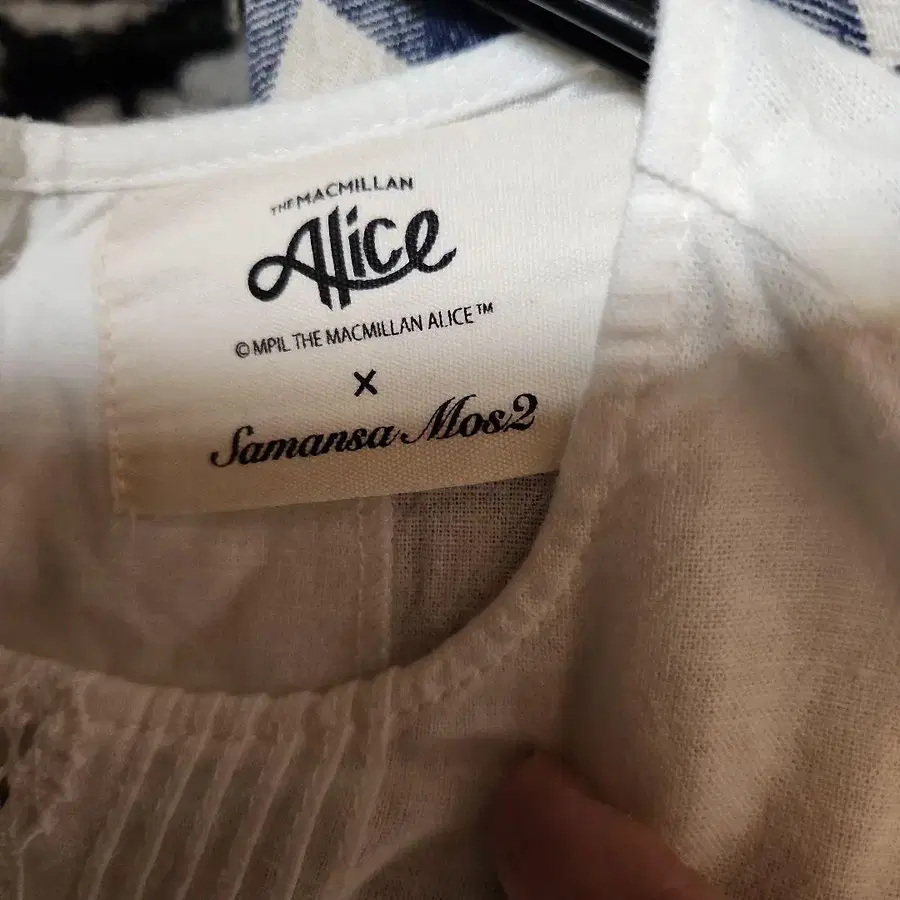 THE MACMILLAN
Alice
© MPIL THE MACMILLAN ALICE™
×
Samansa Mos2